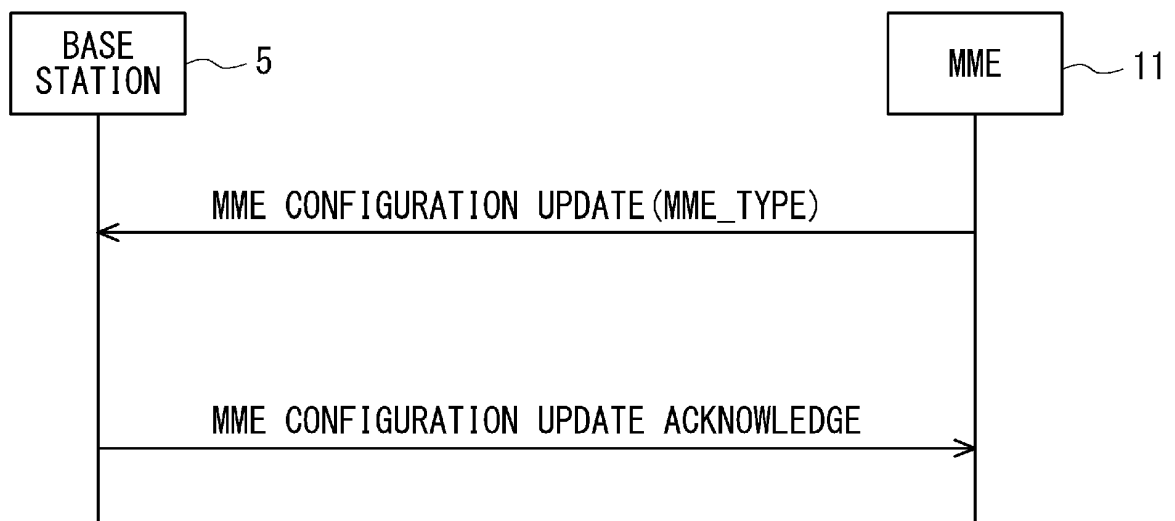 BASE
STATION
5
MME
11
MME CONFIGURATION UPDATE(MME_TYPE)
MME CONFIGURATION UPDATE ACKNOWLEDGE